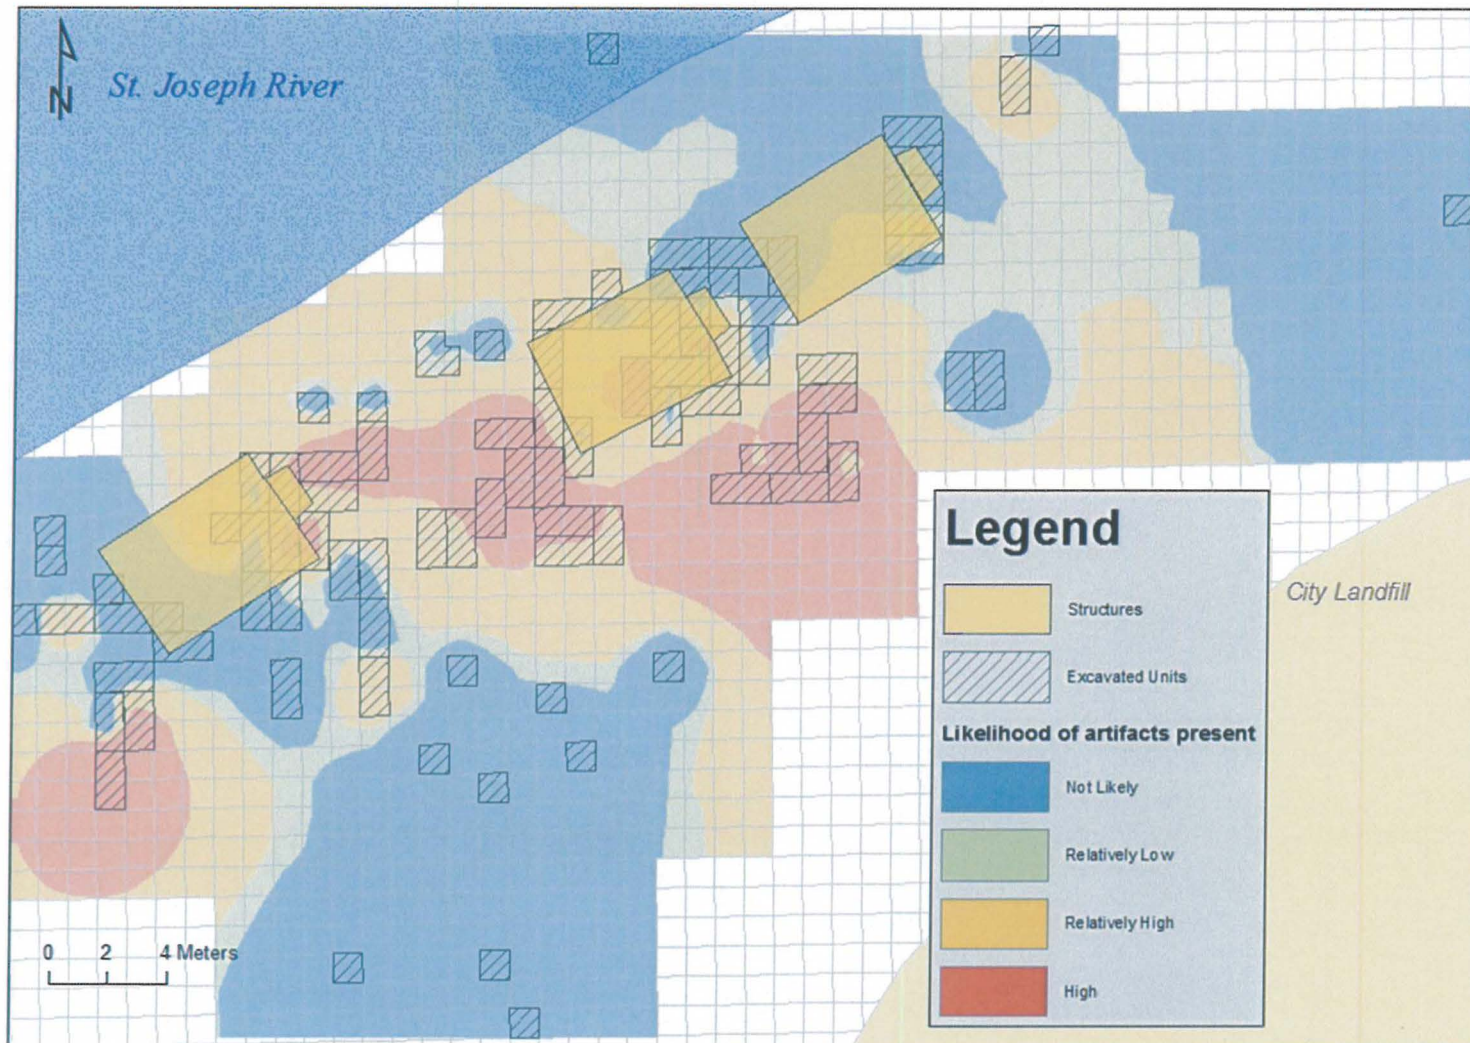 N
St. Joseph River
City Landfill
Legend
Structures
Excavated Units
Likelihood of artifacts present
Not Likely
Relatively Low
Relatively High
High
0 2 4 Meters